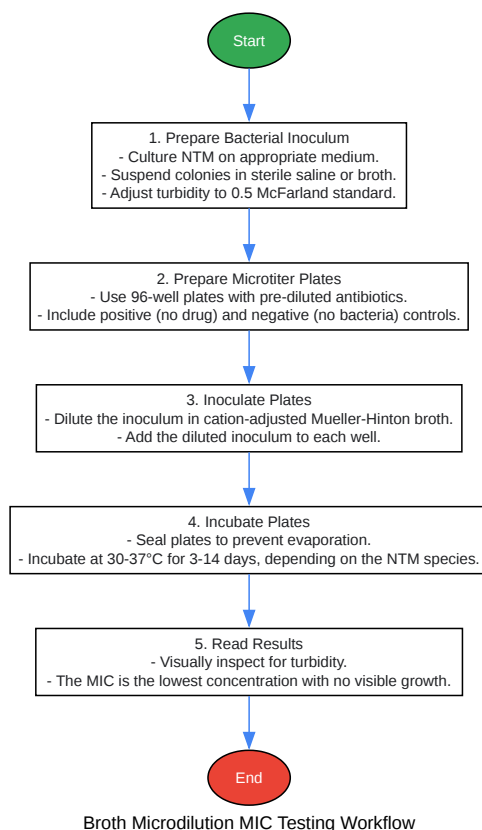 Start
1. Prepare Bacterial Inoculum
- Culture NTM on appropriate medium.
- Suspend colonies in sterile saline or broth.
- Adjust turbidity to 0.5 McFarland standard.
2. Prepare Microtiter Plates
- Use 96-well plates with pre-diluted antibiotics.
- Include positive (no drug) and negative (no bacteria) controls.
3. Inoculate Plates
- Dilute the inoculum in cation-adjusted Mueller-Hinton broth.
- Add the diluted inoculum to each well.
4. Incubate Plates
- Seal plates to prevent evaporation.
- Incubate at 30-37°C for 3-14 days, depending on the NTM species.
5. Read Results
- Visually inspect for turbidity.
- The MIC is the lowest concentration with no visible growth.
End
Broth Microdilution MIC Testing Workflow